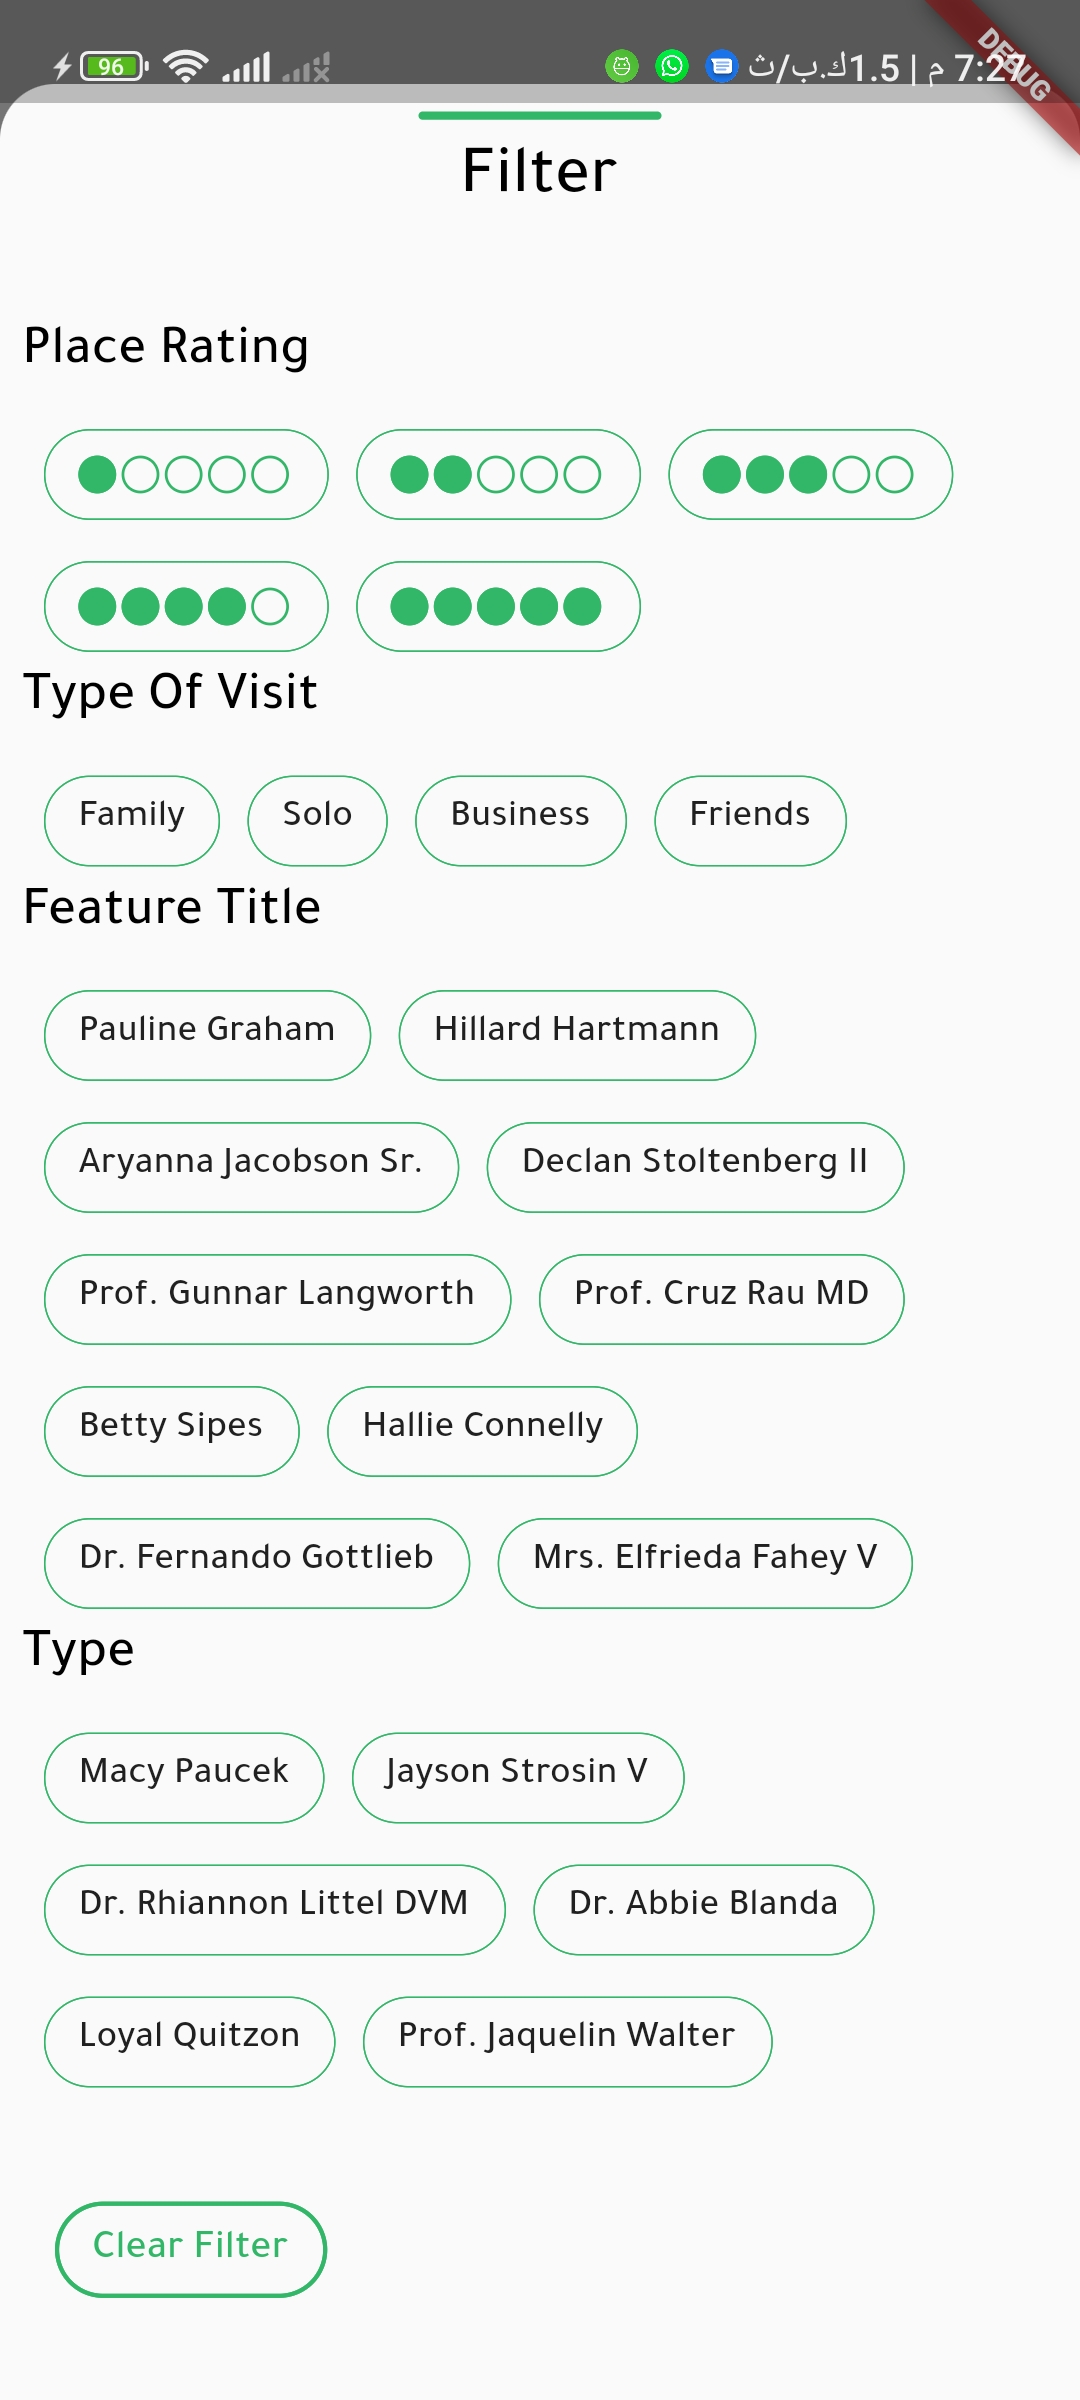 96 1.5ك.ب/ث | م 7:27
DEBUG
Filter
Place Rating
Type Of Visit
Family Solo Business Friends
Feature Title
Pauline Graham Hillard Hartmann
Aryanna Jacobson Sr. Declan Stoltenberg II
Prof. Gunnar Langworth Prof. Cruz Rau MD
Betty Sipes Hallie Connelly
Dr. Fernando Gottlieb Mrs. Elfrieda Fahey V
Type
Macy Paucek Jayson Strosin V
Dr. Rhiannon Littel DVM Dr. Abbie Blanda
Loyal Quitzon Prof. Jaquelin Walter
Clear Filter